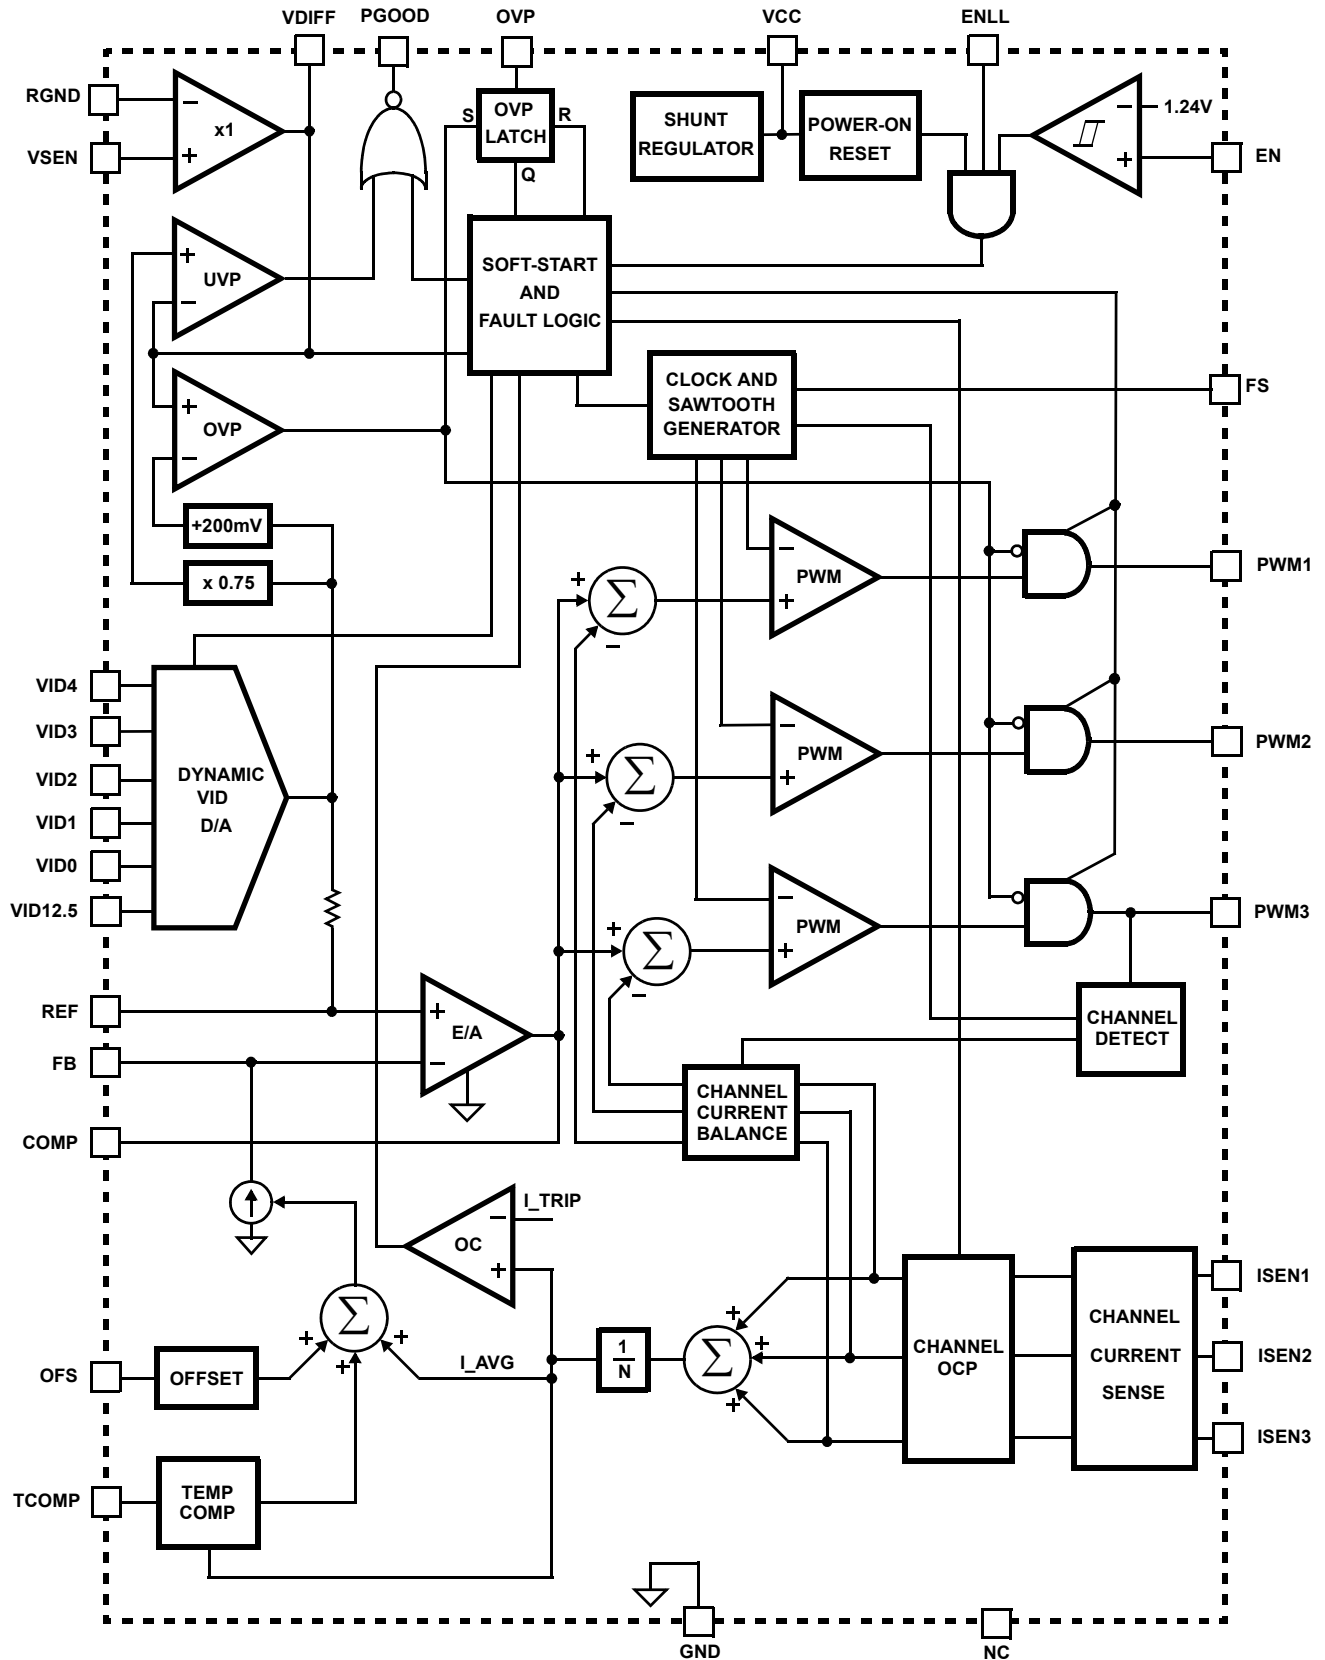 VDIFF PGOOD OVP VCC ENLL
RGND
−
x1
VSEN
+
S
OVP
LATCH
R
Q
SHUNT
REGULATOR
POWER-ON
RESET
−
1.24V
+
EN
+
UVP
−
SOFT-START
AND
FAULT LOGIC
+
OVP
−
CLOCK AND
SAWTOOTH
GENERATOR
FS
+200mV
x 0.75
+
Σ
−
−
PWM
+
PWM1
VID4
VID3
VID2
VID1
VID0
VID12.5
DYNAMIC
VID
D/A
+
Σ
−
−
PWM
+
PWM2
+
Σ
−
−
PWM
+
PWM3
REF
+
E/A
FB
−
CHANNEL
DETECT
CHANNEL
CURRENT
BALANCE
COMP
I_TRIP
−
OC
+
Σ
+
+
+
I_AVG
OFS
OFFSET
1
N
+
Σ
+
+
CHANNEL
OCP
CHANNEL
CURRENT
SENSE
ISEN1
ISEN2
ISEN3
TCOMP
TEMP
COMP
GND
NC